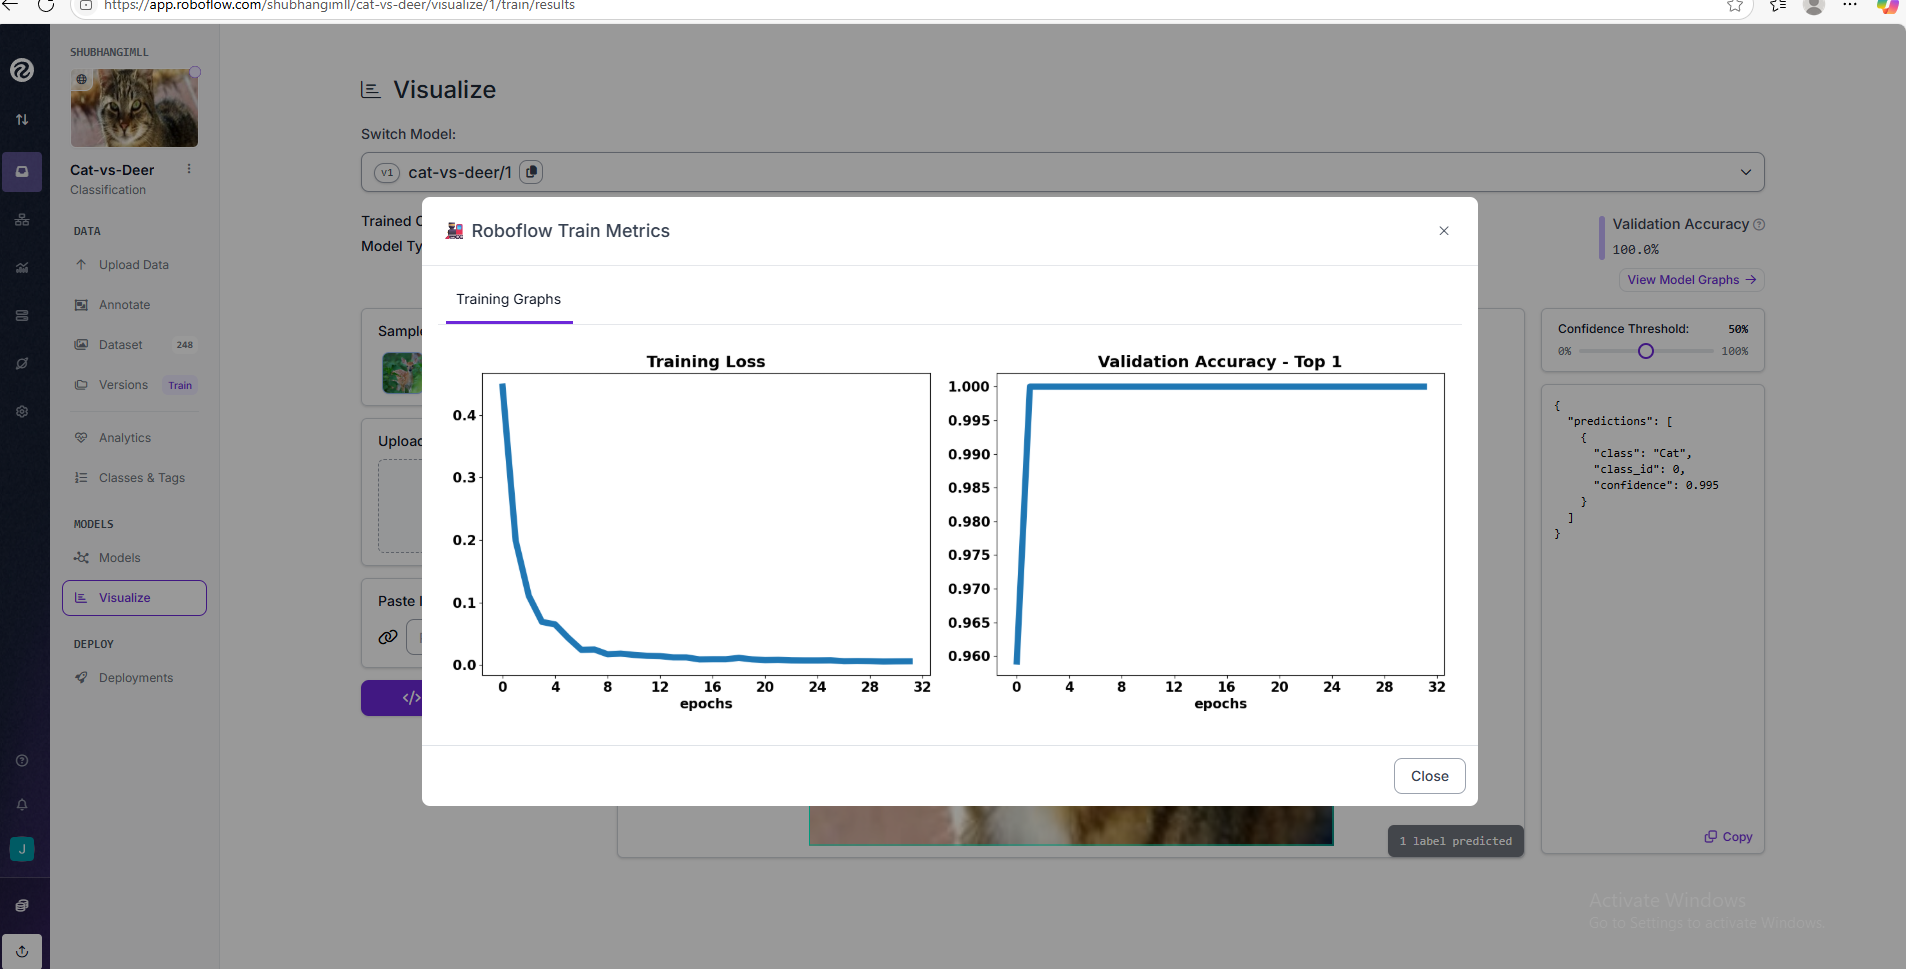 https://app.roboflow.com/shubhangimll/cat-vs-deer/visualize/1/train/results
SHUBHANGIMLL
Cat-vs-Deer
Classification
DATA
Upload Data
Annotate
Dataset 248
Versions Train
Analytics
Classes & Tags
MODELS
Models
Visualize
DEPLOY
Deployments
J
Visualize
Switch Model:
v1 cat-vs-deer/1
Trained
Model Ty
Validation Accuracy
100.0%
View Model Graphs →
Sample
Upload
Paste
</>
Roboflow Train Metrics
Training Graphs
Training Loss
0.4
0.3
0.2
0.1
0.0
0 4 8 12 16 20 24 28 32
epochs
Validation Accuracy - Top 1
1.000
0.995
0.990
0.985
0.980
0.975
0.970
0.965
0.960
0 4 8 12 16 20 24 28 32
epochs
Close
Confidence Threshold: 50%
0% 100%
{
"predictions": [
{
"class": "Cat",
"class_id": 0,
"confidence": 0.995
}
]
}
Copy
1 label predicted
Activate Windows
Go to Settings to activate Windows.